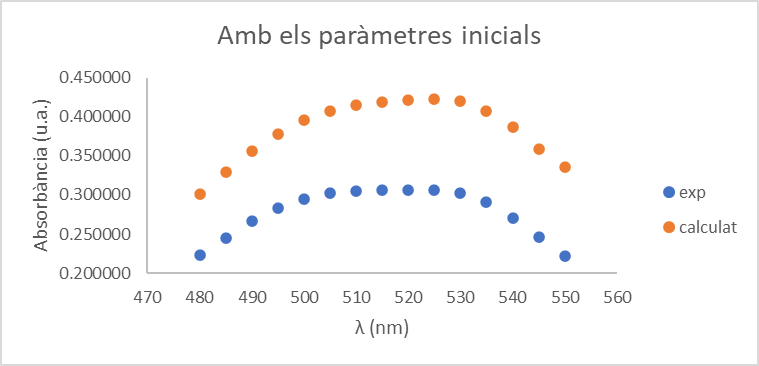 Amb els paràmetres inicials
Absorbància (u.a.)
0.450000
0.400000
0.350000
0.300000
0.250000
0.200000
470 480 490 500 510 520 530 540 550 560
λ (nm)
exp
calculat